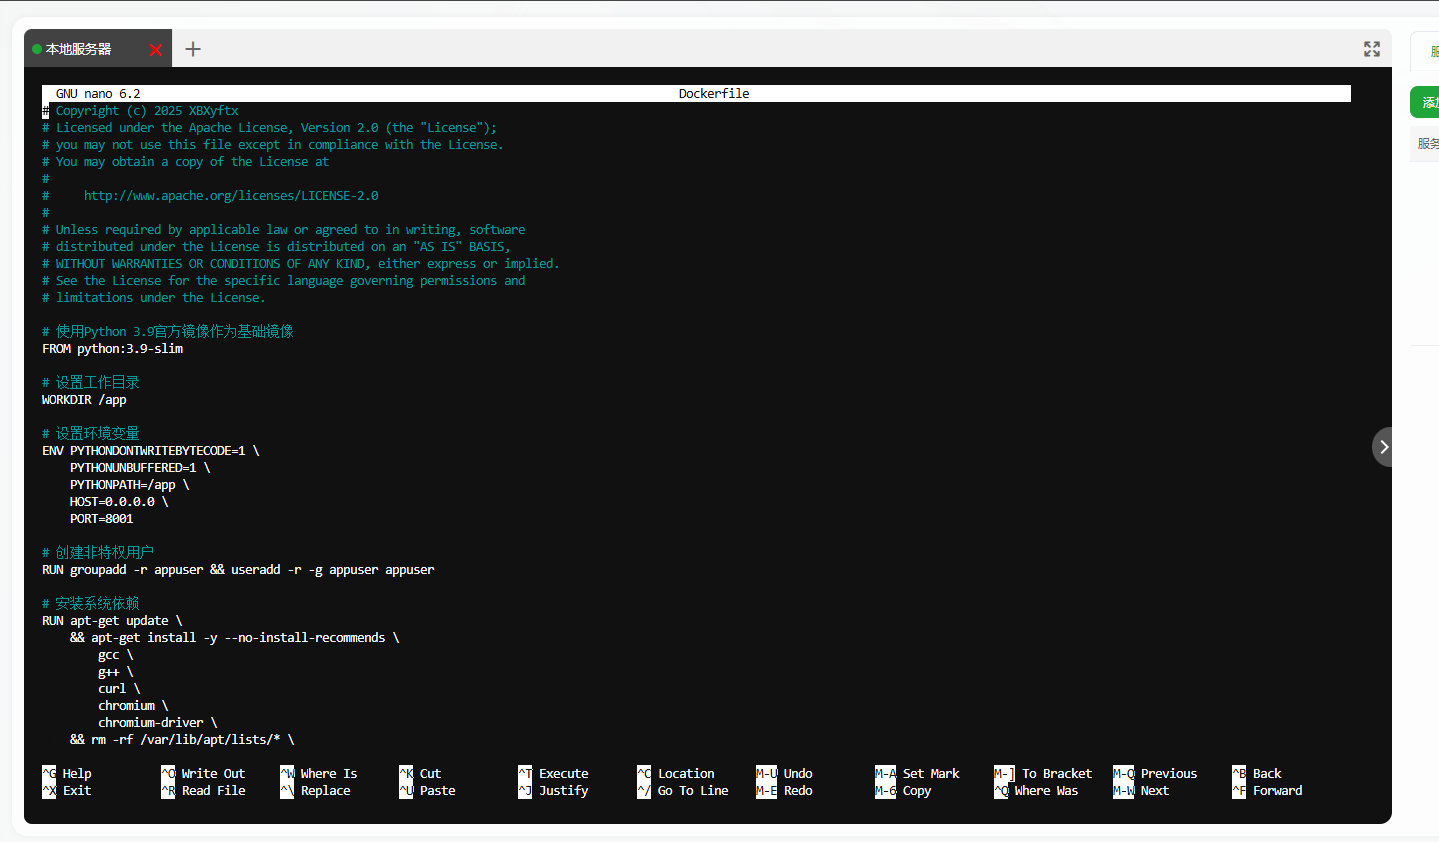 本地服务器
GNU nano 6.2 Dockerfile
# Copyright (c) 2025 XBXyftx
# Licensed under the Apache License, Version 2.0 (the "License");
# you may not use this file except in compliance with the License.
# You may obtain a copy of the License at
#
#     http://www.apache.org/licenses/LICENSE-2.0
#
# Unless required by applicable law or agreed to in writing, software
# distributed under the License is distributed on an "AS IS" BASIS,
# WITHOUT WARRANTIES OR CONDITIONS OF ANY KIND, either express or implied.
# See the License for the specific language governing permissions and
# limitations under the License.
# 使用Python 3.9官方镜像作为基础镜像
FROM python:3.9-slim
# 设置工作目录
WORKDIR /app
# 设置环境变量
ENV PYTHONDONTWRITEBYTECODE=1 \
    PYTHONUNBUFFERED=1 \
    PYTHONPATH=/app \
    HOST=0.0.0.0 \
    PORT=8001
# 创建非特权用户
RUN groupadd -r appuser && useradd -r -g appuser appuser
# 安装系统依赖
RUN apt-get update \
    && apt-get install -y --no-install-recommends \
        gcc \
        g++ \
        curl \
        chromium \
        chromium-driver \
    && rm -rf /var/lib/apt/lists/* \
^G Help ^O Write Out ^W Where Is ^K Cut ^T Execute ^C Location M-U Undo M-A Set Mark M-] To Bracket M-Q Previous ^B Back
^X Exit ^R Read File ^\ Replace ^U Paste ^J Justify ^/ Go To Line M-E Redo M-6 Copy ^Q Where Was M-W Next ^F Forward
服务